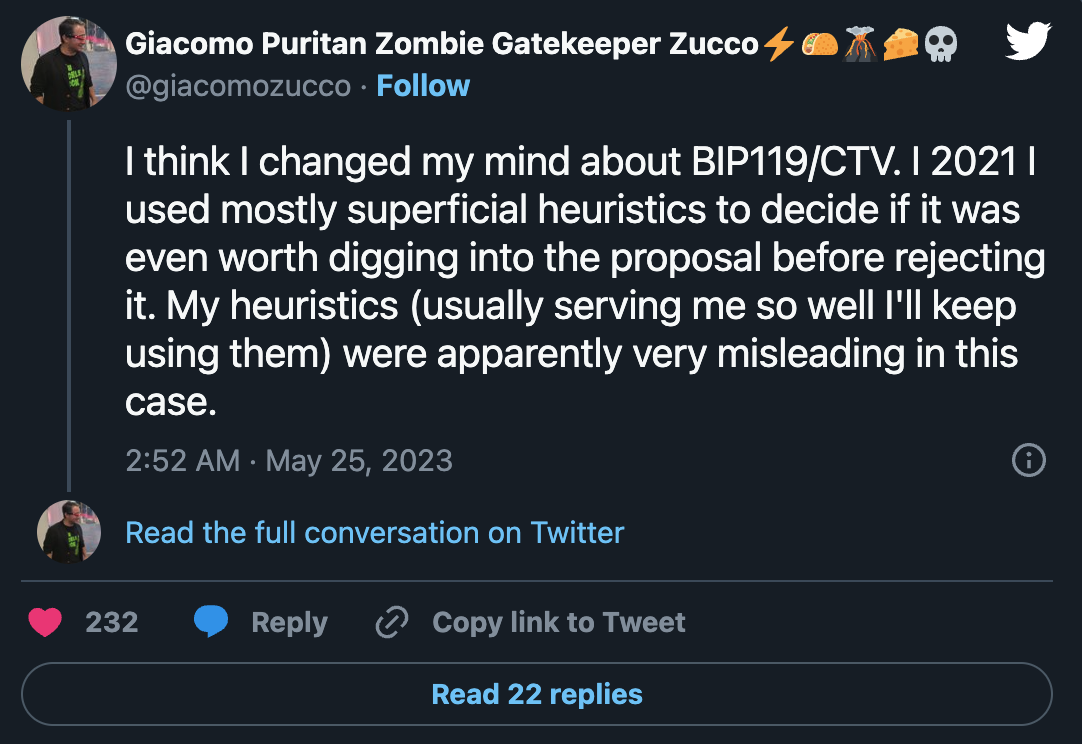 Giacomo Puritan Zombie Gatekeeper Zucco⚡🌮🌋🧀💀
@giacomozucco · Follow
I think I changed my mind about BIP119/CTV. I 2021 I
used mostly superficial heuristics to decide if it was
even worth digging into the proposal before rejecting
it. My heuristics (usually serving me so well I'll keep
using them) were apparently very misleading in this
case.
2:52 AM · May 25, 2023
Read the full conversation on Twitter
232 Reply Copy link to Tweet
Read 22 replies